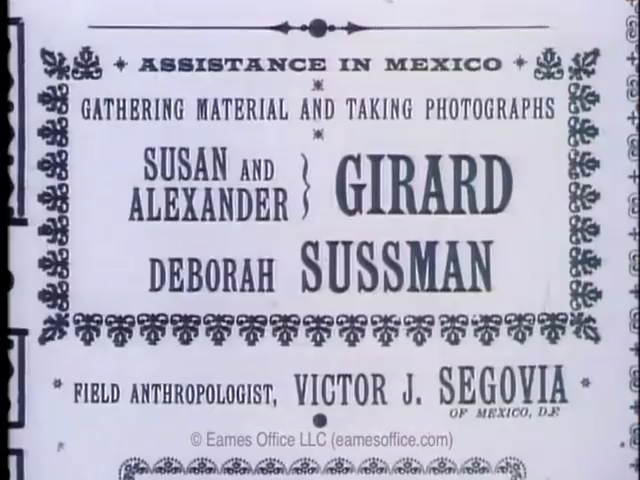 ASSISTANCE IN MEXICO
GATHERING MATERIAL AND TAKING PHOTOGRAPHS
SUSAN AND
ALEXANDER } GIRARD
DEBORAH SUSSMAN
* FIELD ANTHROPOLOGIST, VICTOR J. SEGOVIA *
OF MEXICO, D.F.
© Eames Office LLC (eamesoffice.com)